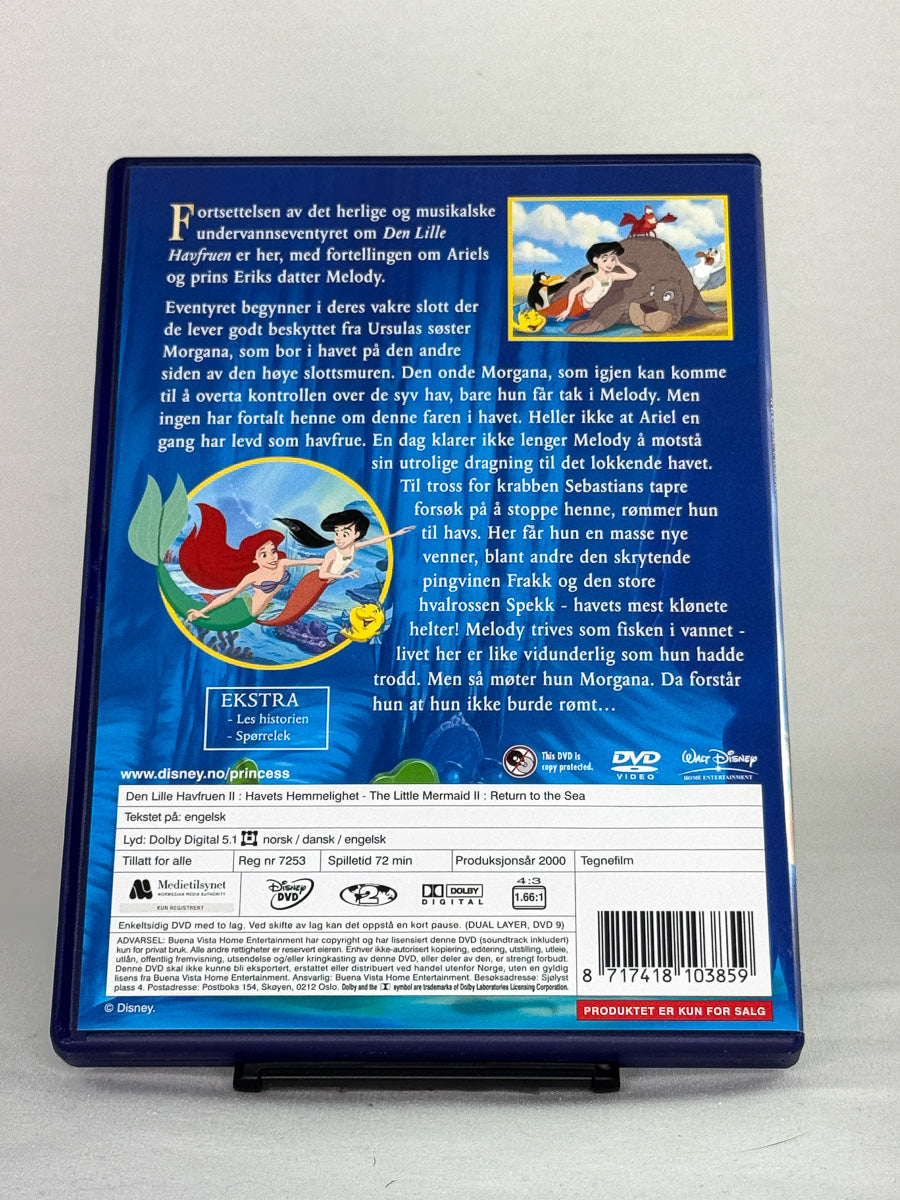 Fortsettelsen av det herlige og musikalske
undervannseventyret om Den Lille
Havfruen er her, med fortellingen om Ariels
og prins Eriks datter Melody.
Eventyret begynner i deres vakre slott der
de lever godt beskyttet fra Ursulas søster
Morgana, som bor i havet på den andre
siden av den høye slottsmuren. Den onde Morgana, som igjen kan komme
til å overta kontrollen over de syv hav, bare hun får tak i Melody. Men
ingen har fortalt henne om denne faren i havet. Heller ikke at Ariel en
gang har levd som havfrue. En dag klarer ikke lenger Melody å motstå
sin utrolige dragning til det lokkende havet.
Til tross for krabben Sebastians tapre
forsøk på å stoppe henne, rømmer hun
til havs. Her får hun en masse nye
venner, blant andre den skrytende
pingvinen Frakk og den store
hvalrossen Spekk - havets mest klønete
helter! Melody trives som fisken i vannet -
livet her er like vidunderlig som hun hadde
trodd. Men så møter hun Morgana. Da forstår
hun at hun ikke burde rømt...
EKSTRA
- Les historien
- Spørrelek
This DVD is
copy protected.
DVD
VIDEO
Walt Disney
HOME ENTERTAINMENT
www.disney.no/princess
Den Lille Havfruen II : Havets Hemmelighet - The Little Mermaid II : Return to the Sea
Tekstet på: engelsk
Lyd: Dolby Digital 5.1 norsk / dansk / engelsk
Tillatt for alle
Reg nr 7253
Spilletid 72 min
Produksjonsår 2000
Tegnefilm
Medietilsynet
NORWEGIAN MEDIA AUTHORITY
KUN REGISTRERT
Disney
DVD
2
DOLBY
DIGITAL
4:3
1.66:1
Enkeltsidig DVD med to lag. Ved skifte av lag kan det oppstå en kort pause. (DUAL LAYER, DVD 9)
ADVARSEL: Buena Vista Home Entertainment har copyright og har lisensiert denne DVD (soundtrack inkludert)
kun for privat bruk. Alle andre rettigheter er reservert eieren. Enhver ikke-autorisert kopiering, editering, utstilling, utleie,
utlån, offentlig fremvisning, utsendelse og/eller kringkasting av denne DVD, eller deler av den, er strengt forbudt.
Denne DVD skal ikke kunne bli eksportert, erstattet eller distribuert ved handel utenfor Norge, uten en gyldig
lisens fra Buena Vista Home Entertainment. Ansvarlig: Buena Vista Home Entertainment. Besøksadresse: Sjølyst
plass 4. Postadresse: Postboks 154, Skøyen, 0212 Oslo. Dolby and the symbol are trademarks of Dolby Laboratories Licensing Corporation.
8 717418 103859
© Disney.
PRODUKTET ER KUN FOR SALG